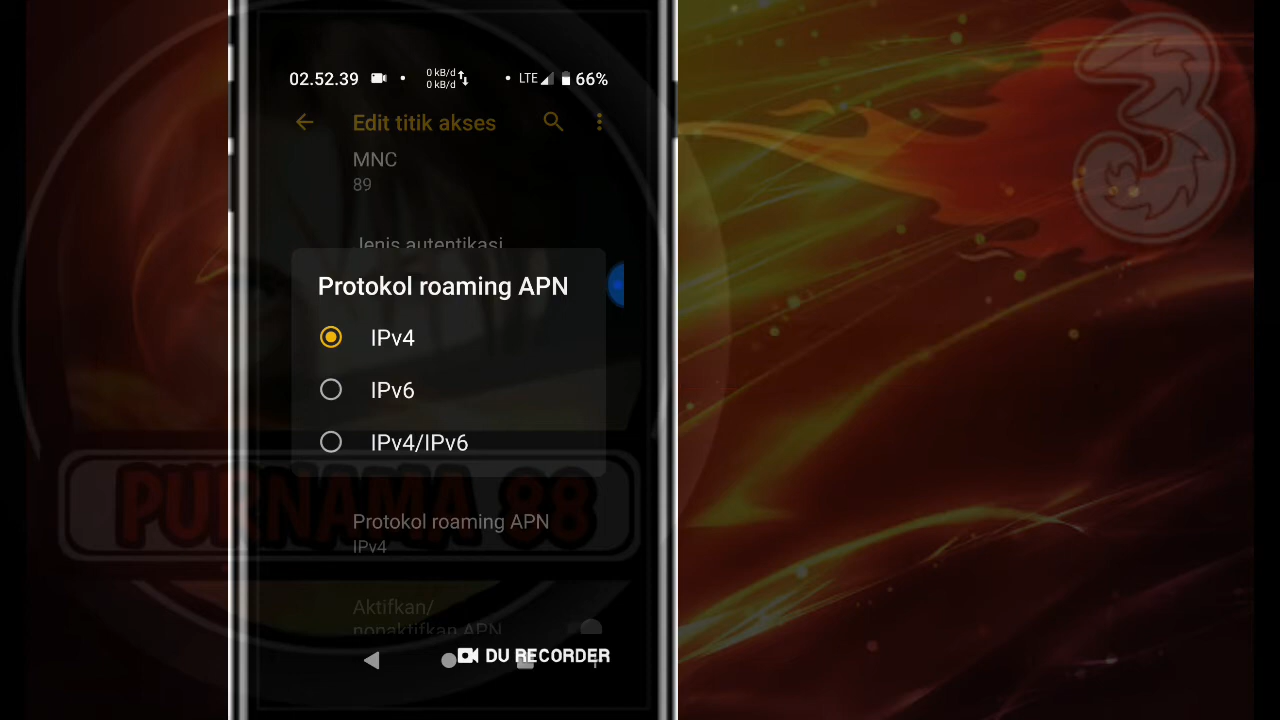 02.52.39
0 kB/d
0 kB/d
LTE
66%
Edit titik akses
MNC
89
Jenis autentikasi
Protokol roaming APN
IPv4
IPv6
IPv4/IPv6
PURNAMA 88
Protokol roaming APN
IPv4
Aktifkan/
nonaktifkan APN
DU RECORDER
3